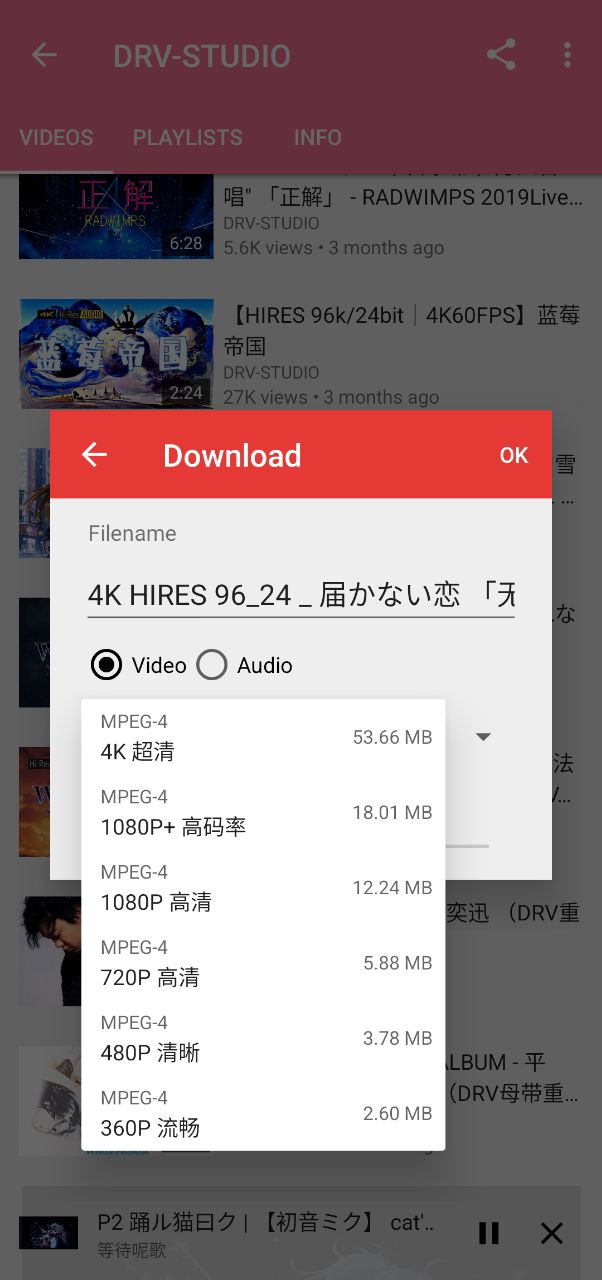 DRV-STUDIO
VIDEOS PLAYLISTS INFO
正解
RADWIMPS
6:28
唱" 「正解」 - RADWIMPS 2019Live…
DRV-STUDIO
5.6K views • 3 months ago
4K Hi-Res AUDIO
蓝莓帝国
2:24
【HIRES 96k/24bit｜4K60FPS】蓝莓
帝国
DRV-STUDIO
27K views • 3 months ago
Download
OK
雪
Filename
4K HIRES 96_24 _ 届かない恋 「无
な
Video Audio
MPEG-4
4K 超清
53.66 MB
法
MPEG-4
1080P+ 高码率
18.01 MB
MPEG-4
1080P 高清
12.24 MB
奕迅 （DRV重
MPEG-4
720P 高清
5.88 MB
MPEG-4
480P 清晰
3.78 MB
LBUM - 平
（DRV母带重…
MPEG-4
360P 流畅
2.60 MB
P2 踊ル猫曰ク | 【初音ミク】 cat'..
等待呢歌